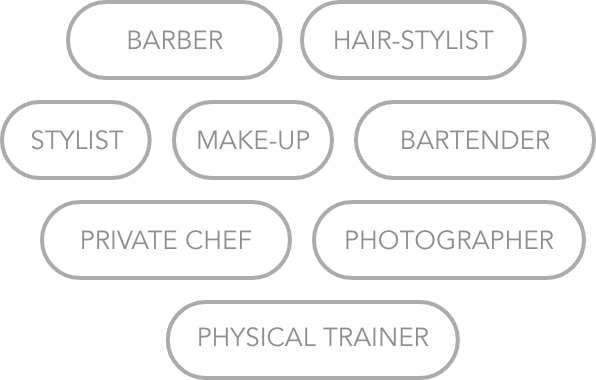 BARBER
HAIR-STYLIST
STYLIST
MAKE-UP
BARTENDER
PRIVATE CHEF
PHOTOGRAPHER
PHYSICAL TRAINER